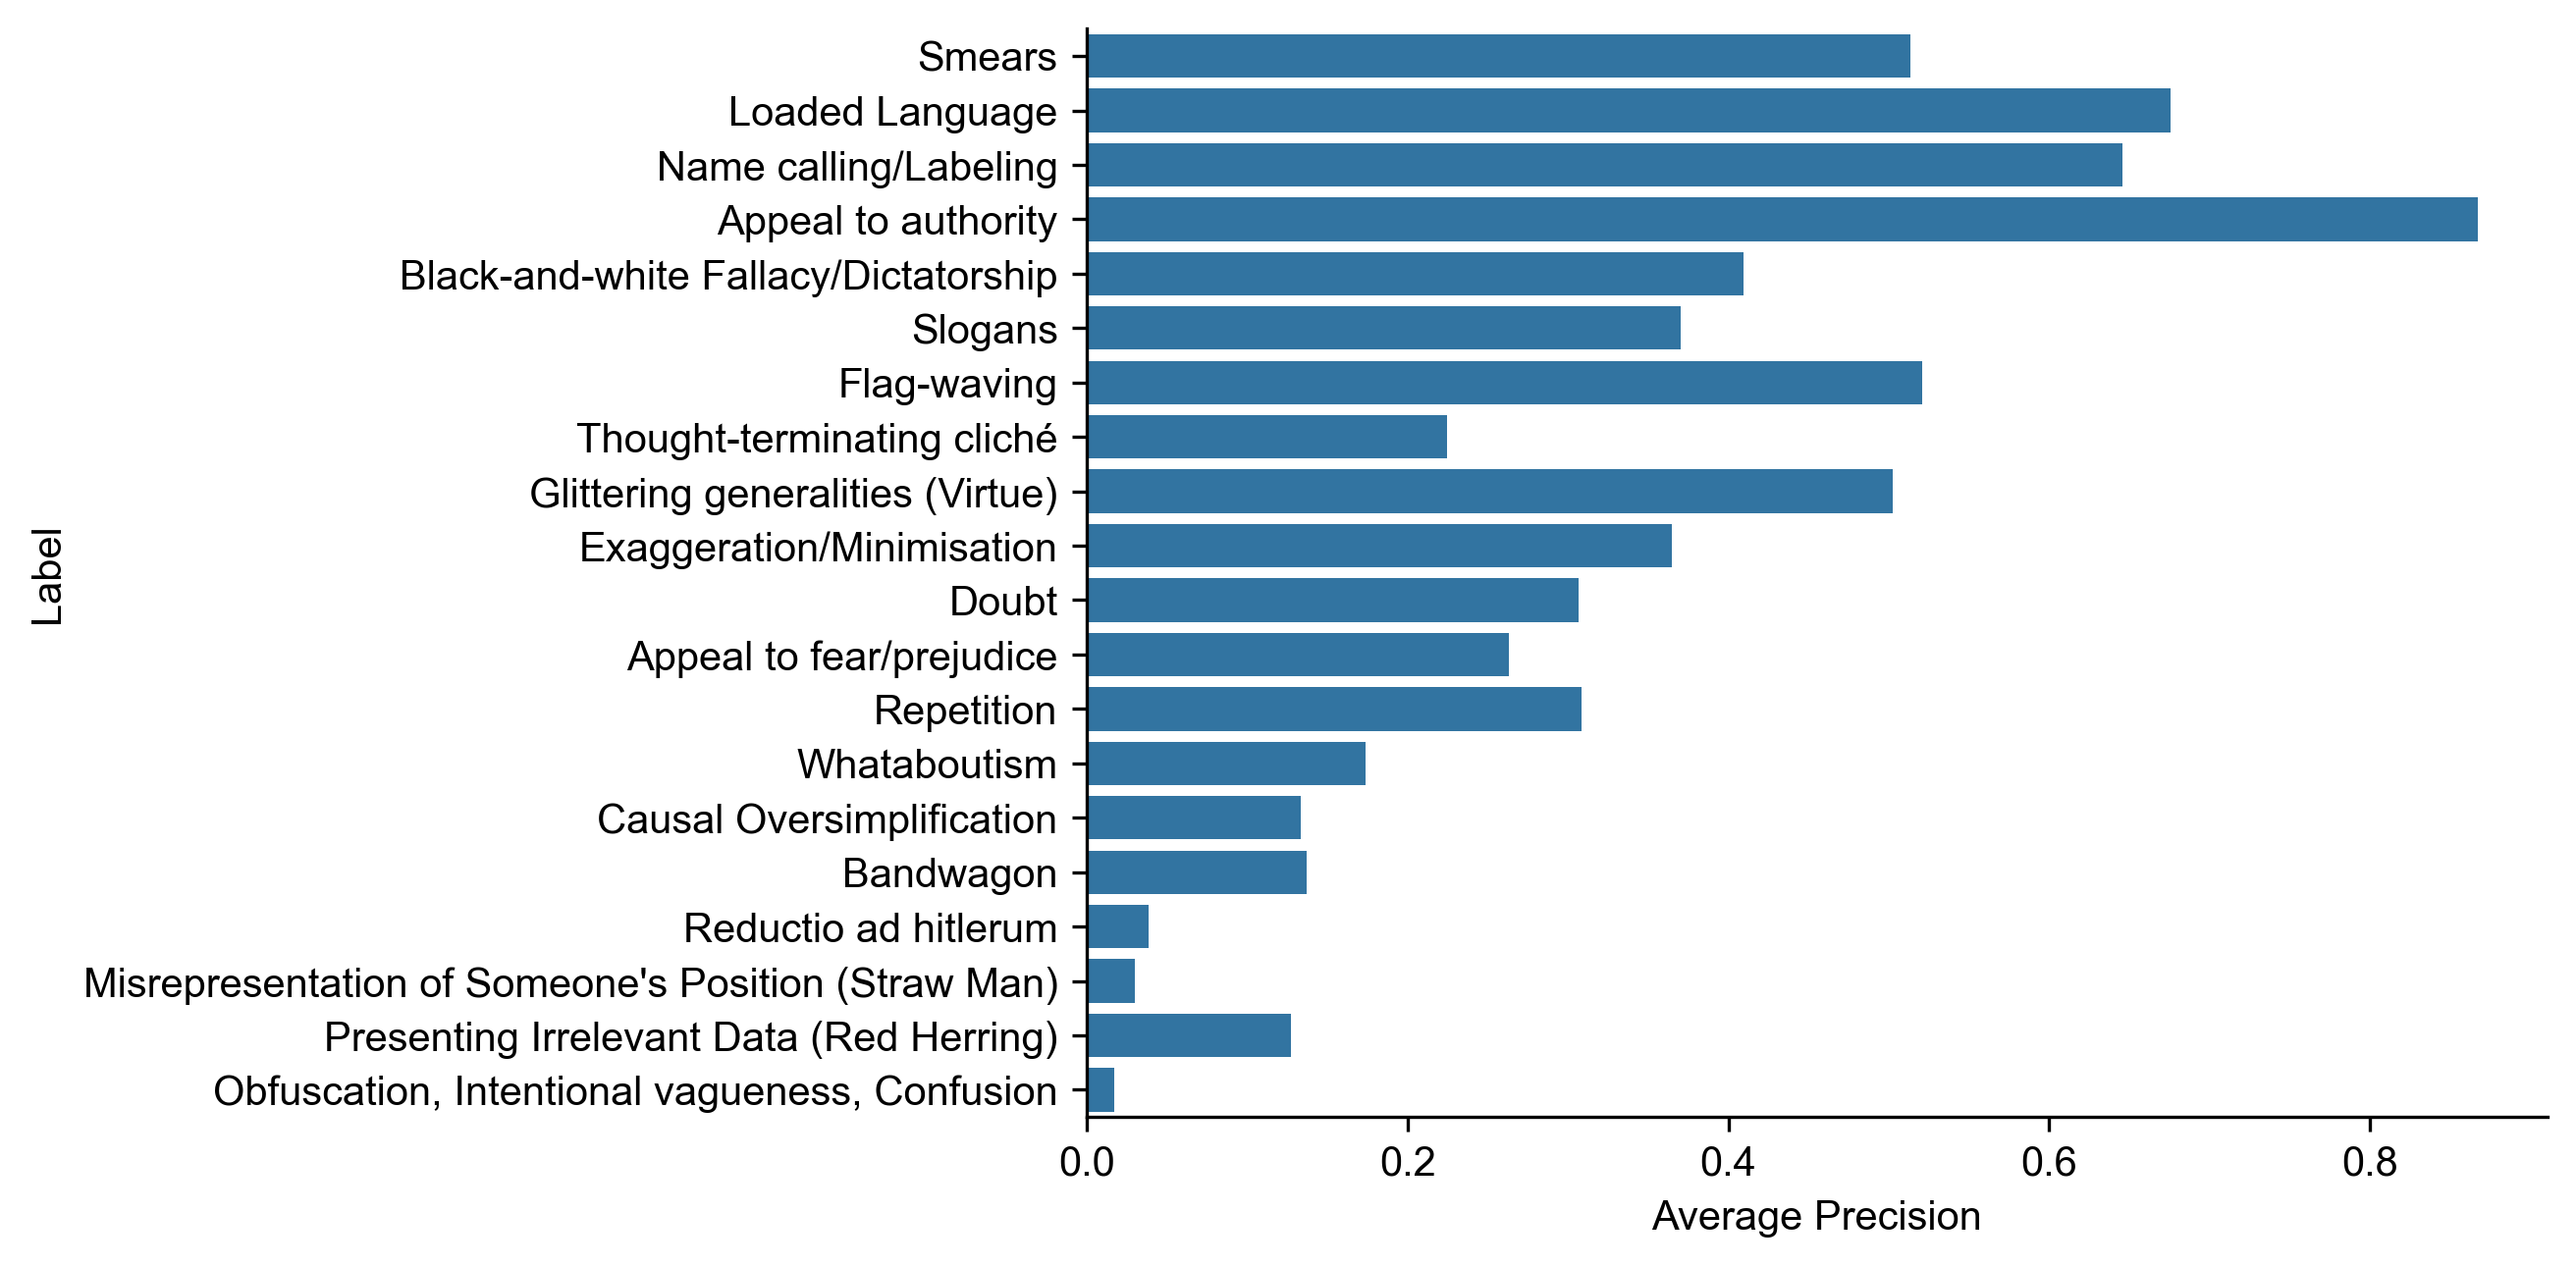 Smears
Loaded Language
Name calling/Labeling
Appeal to authority
Black-and-white Fallacy/Dictatorship
Slogans
Flag-waving
Thought-terminating cliché
Glittering generalities (Virtue)
Exaggeration/Minimisation
Doubt
Appeal to fear/prejudice
Repetition
Whataboutism
Causal Oversimplification
Bandwagon
Reductio ad hitlerum
Misrepresentation of Someone's Position (Straw Man)
Presenting Irrelevant Data (Red Herring)
Obfuscation, Intentional vagueness, Confusion
Label
0.0 0.2 0.4 0.6 0.8
Average Precision